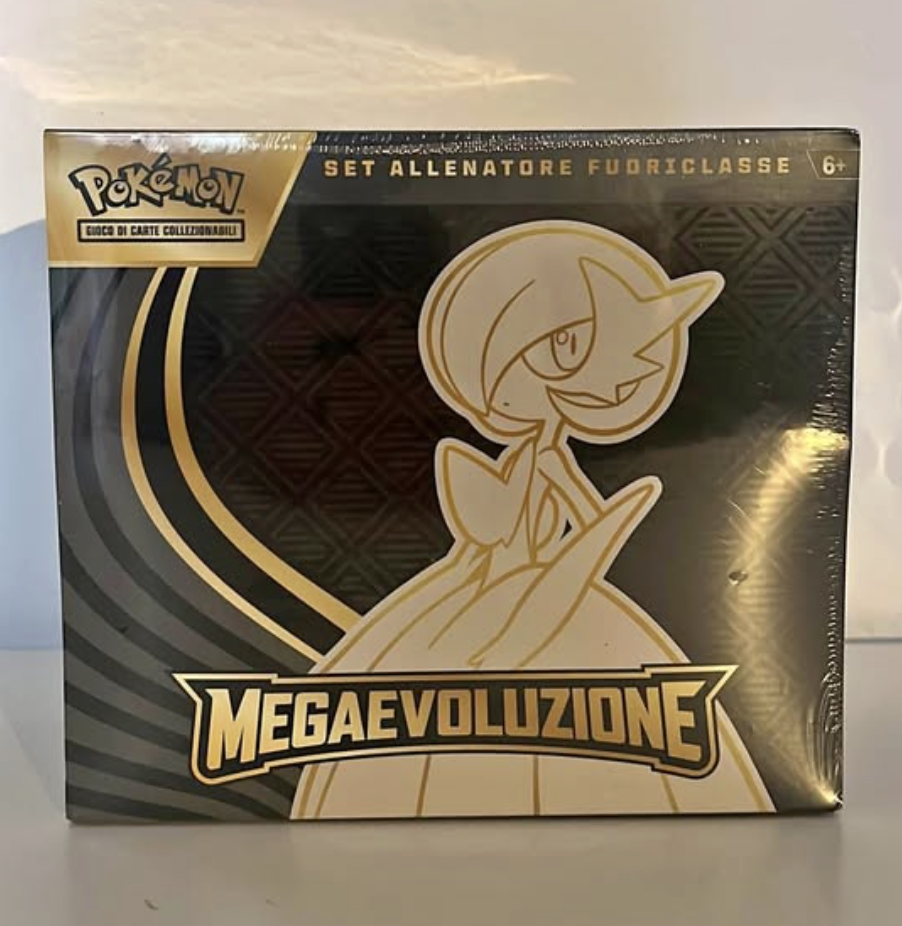 POKéMON
GIOCO DI CARTE COLLEZIONABILI
SET ALLENATORE FUORICLASSE
6+
MEGAEVOLUZIONE